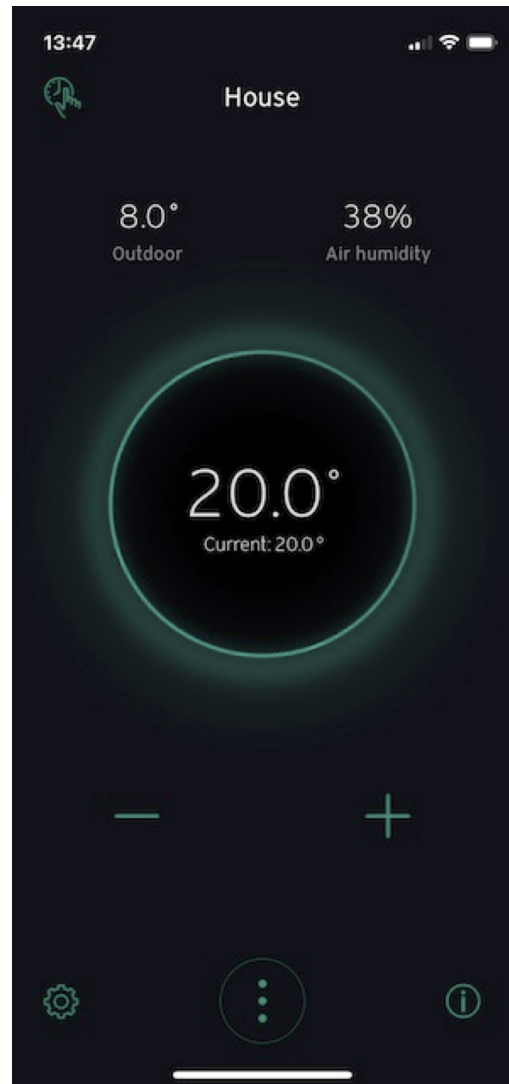 13:47
House
8.0°
38%
Outdoor
Air humidity
20.0°
Current: 20.0°